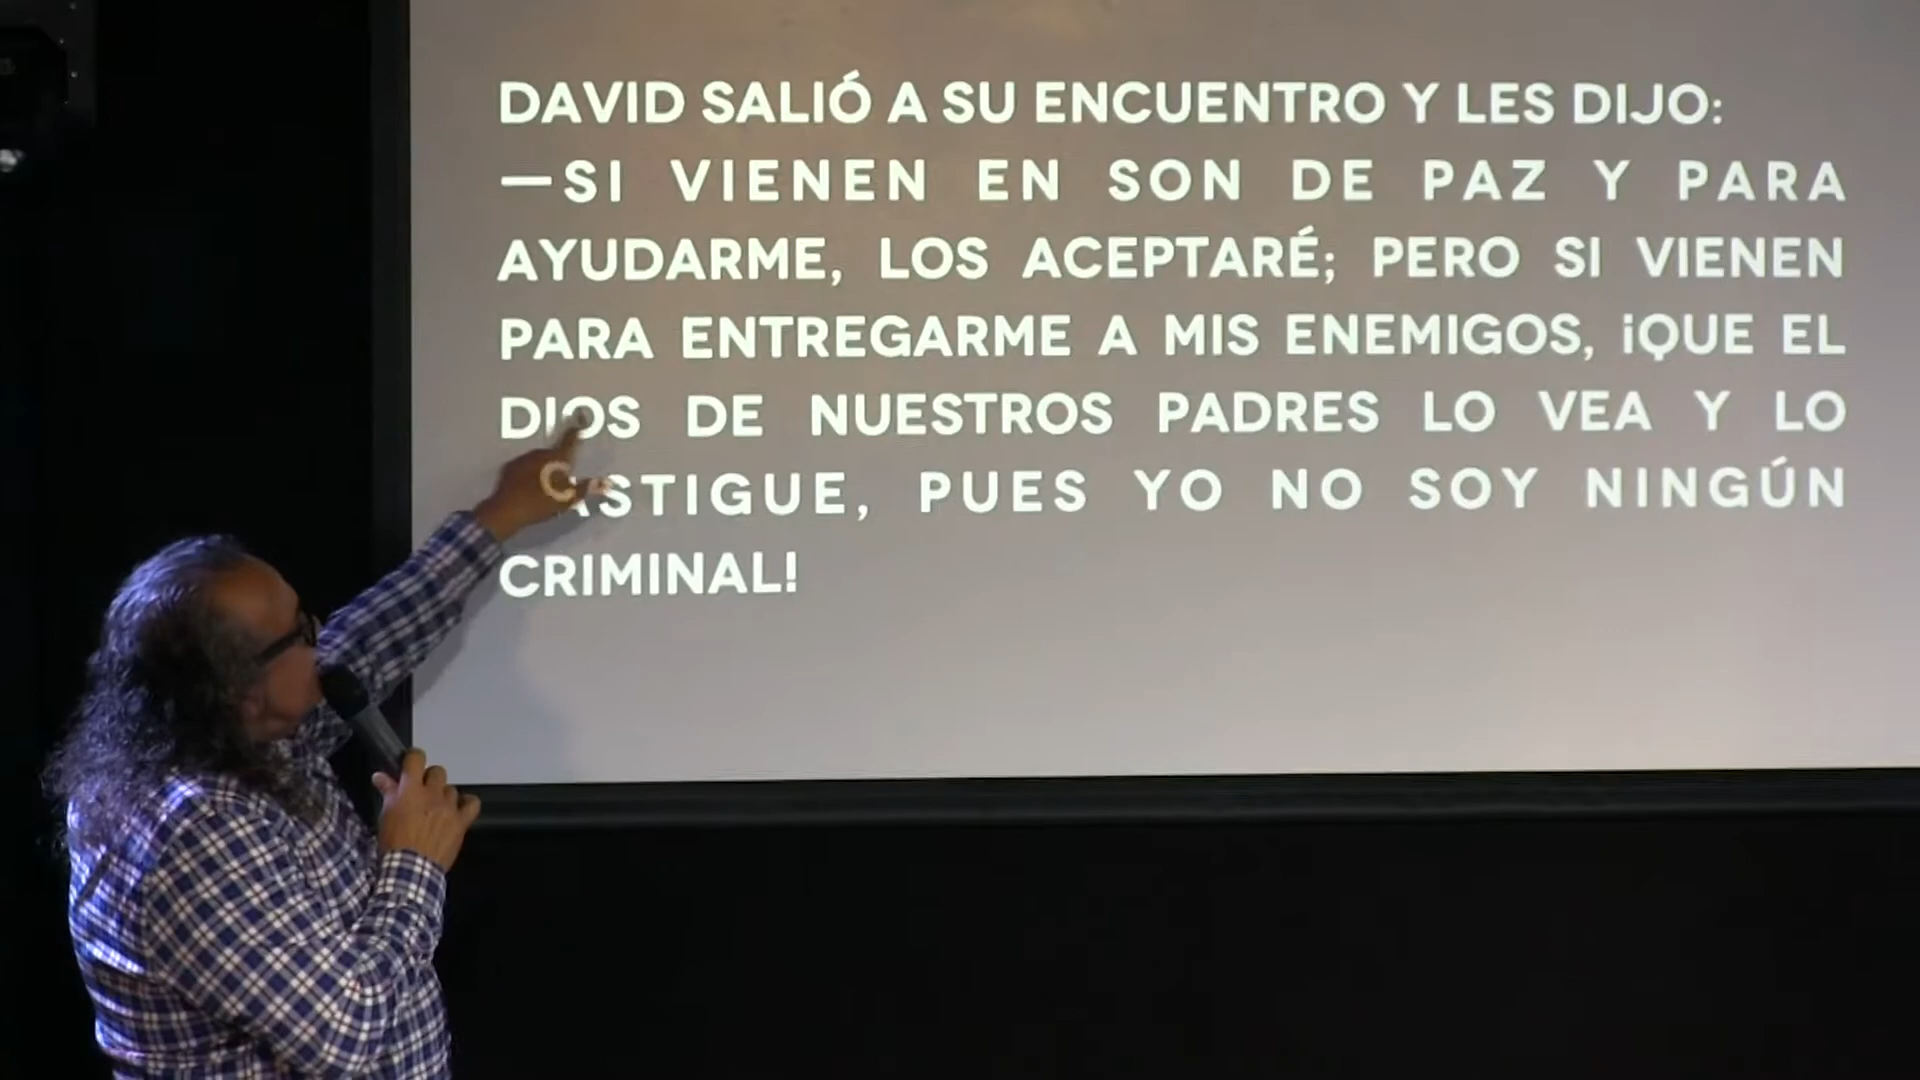 DAVID SALIÓ A SU ENCUENTRO Y LES DIJO:
—SI VIENEN EN SON DE PAZ Y PARA
AYUDARME, LOS ACEPTARÉ; PERO SI VIENEN
PARA ENTREGARME A MIS ENEMIGOS, ¡QUE EL
DIOS DE NUESTROS PADRES LO VEA Y LO
CASTIGUE, PUES YO NO SOY NINGÚN
CRIMINAL!